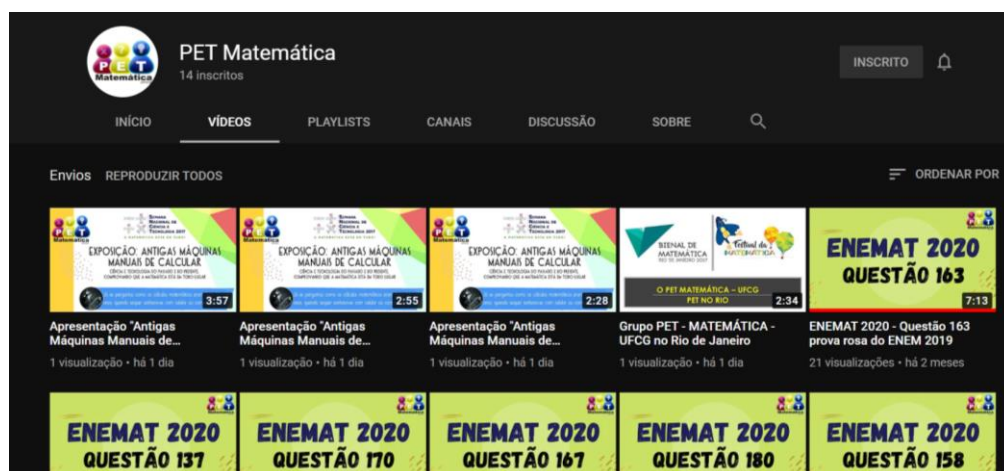 PET Matemática
14 inscritos
INSCRITO
INÍCIO VÍDEOS PLAYLISTS CANAIS DISCUSSÃO SOBRE
Envios REPRODUZIR TODOS
ORDENAR POR
EXPOSIÇÃO: ANTIGAS MÁQUINAS
MANUAIS DE CALCULAR
3:57
EXPOSIÇÃO: ANTIGAS MÁQUINAS
MANUAIS DE CALCULAR
2:55
EXPOSIÇÃO: ANTIGAS MÁQUINAS
MANUAIS DE CALCULAR
2:28
BIENAL DE
MATEMÁTICA
Festival da
MATEMÁTICA
O PET MATEMÁTICA – UFCG
PET NO RIO
2:34
ENEMAT 2020
QUESTÃO 163
7:13
Apresentação "Antigas
Máquinas Manuais de...
1 visualização • há 1 dia
Apresentação "Antigas
Máquinas Manuais de...
1 visualização • há 1 dia
Apresentação "Antigas
Máquinas Manuais de...
1 visualização • há 1 dia
Grupo PET - MATEMÁTICA -
UFCG no Rio de Janeiro
1 visualização • há 1 dia
ENEMAT 2020 - Questão 163
prova rosa do ENEM 2019
21 visualizações • há 2 meses
ENEMAT 2020
QUESTÃO 137
ENEMAT 2020
QUESTÃO 170
ENEMAT 2020
QUESTÃO 167
ENEMAT 2020
QUESTÃO 180
ENEMAT 2020
QUESTÃO 158